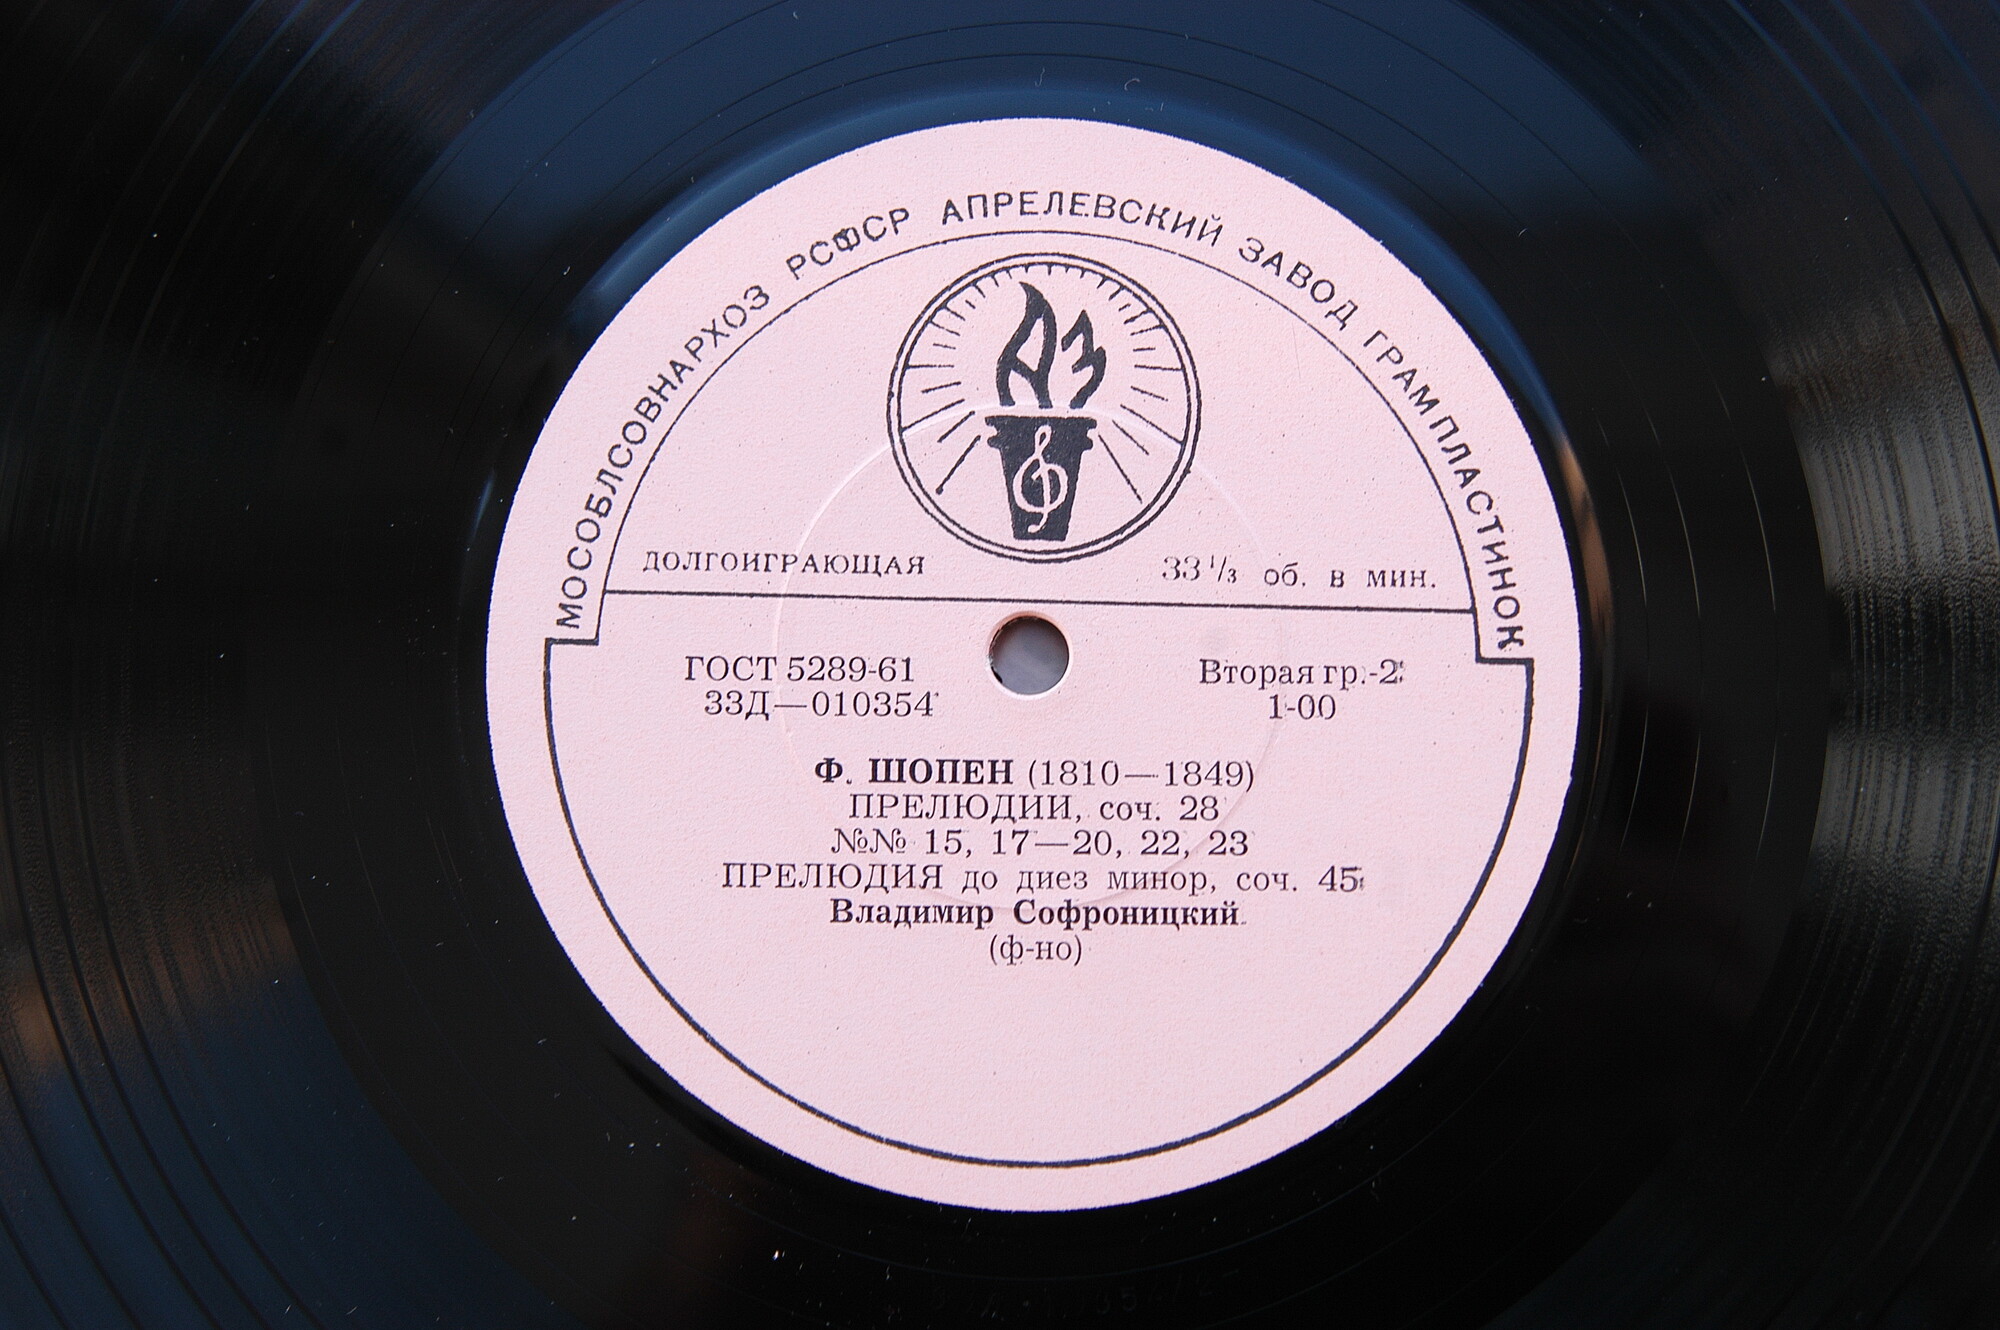 МОСОБЛСОВНАРХОЗ РСФСР АПРЕЛЕВСКИЙ ЗАВОД ГРАМПЛАСТИНОК
АЗ
ДОЛГОИГРАЮЩАЯ 33 1/3 об. в мин.
ГОСТ 5289-61 Вторая гр.-2
33Д—010354 1-00
Ф. ШОПЕН (1810—1849)
ПРЕЛЮДИИ, соч. 28
№№ 15, 17—20, 22, 23
ПРЕЛЮДИЯ до диез минор, соч. 45
Владимир Софроницкий
(ф-но)